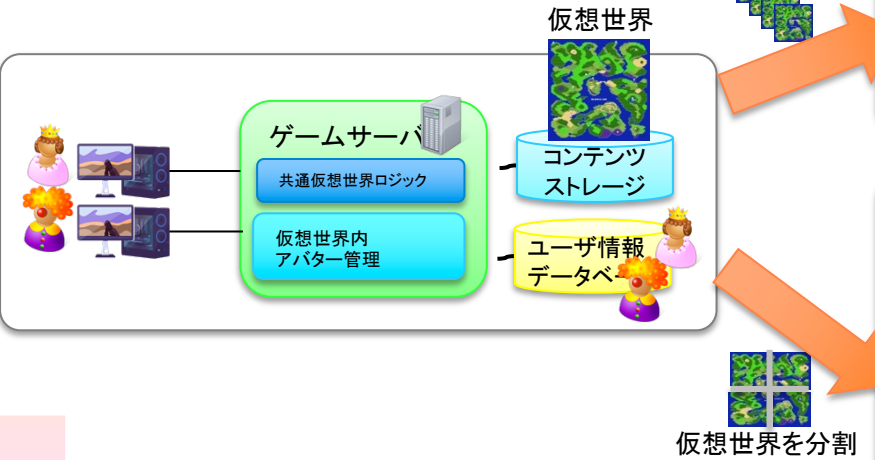 仮想世界
ゲームサーバ
共通仮想世界ロジック
仮想世界内
アバター管理
コンテンツ
ストレージ
ユーザ情報
データベー
仮想世界を分割